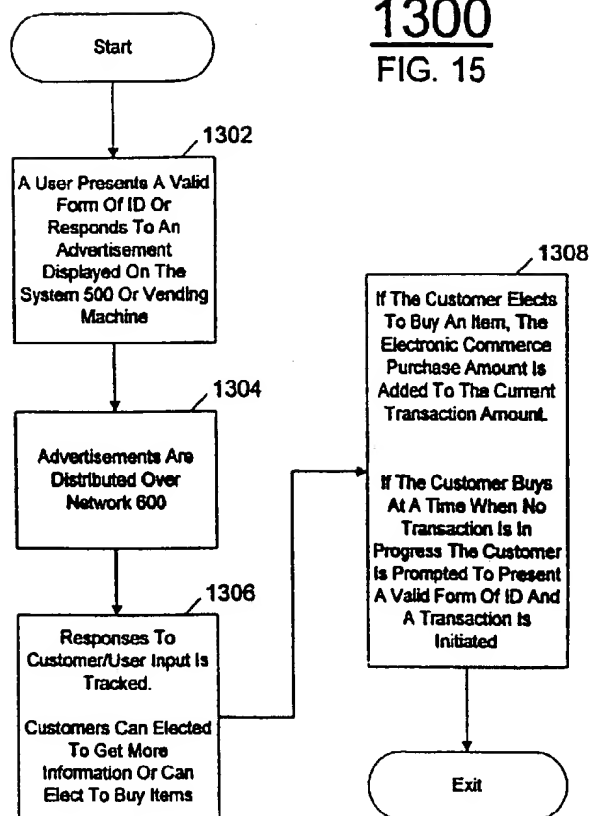 1300
FIG. 15
Start
1302
A User Presents A Valid
Form Of ID Or
Responds To An
Advertisement
Displayed On The
System 500 Or Vending
Machine
1304
Advertisements Are
Distributed Over
Network 600
1306
Responses To
Customer/User Input Is
Tracked.
Customers Can Elected
To Get More
Information Or Can
Elect To Buy Items
1308
If The Customer Elects
To Buy An Item, The
Electronic Commerce
Purchase Amount Is
Added To The Current
Transaction Amount.
If The Customer Buys
At A Time When No
Transaction Is In
Progress The Customer
Is Prompted To Present
A Valid Form Of ID And
A Transaction Is
Initiated
Exit